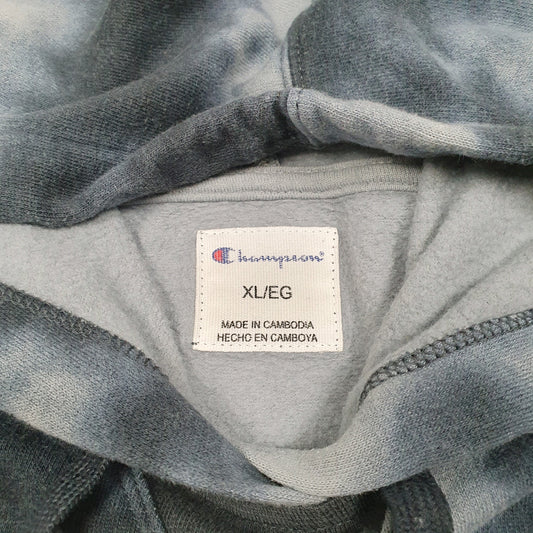 Champion®
XL/EG
MADE IN CAMBODIA
HECHO EN CAMBOYA